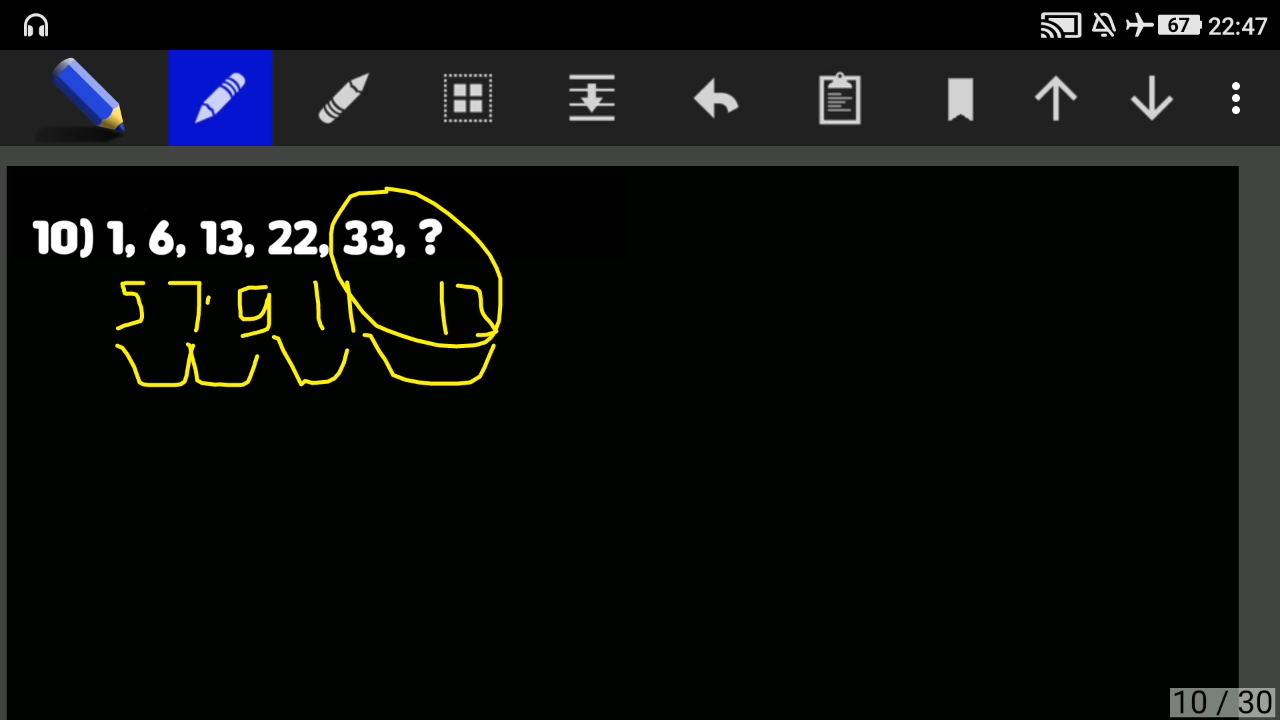 67 22:47
10) 1, 6, 13, 22, 33, ?
5 7 9 11 13
10 / 30